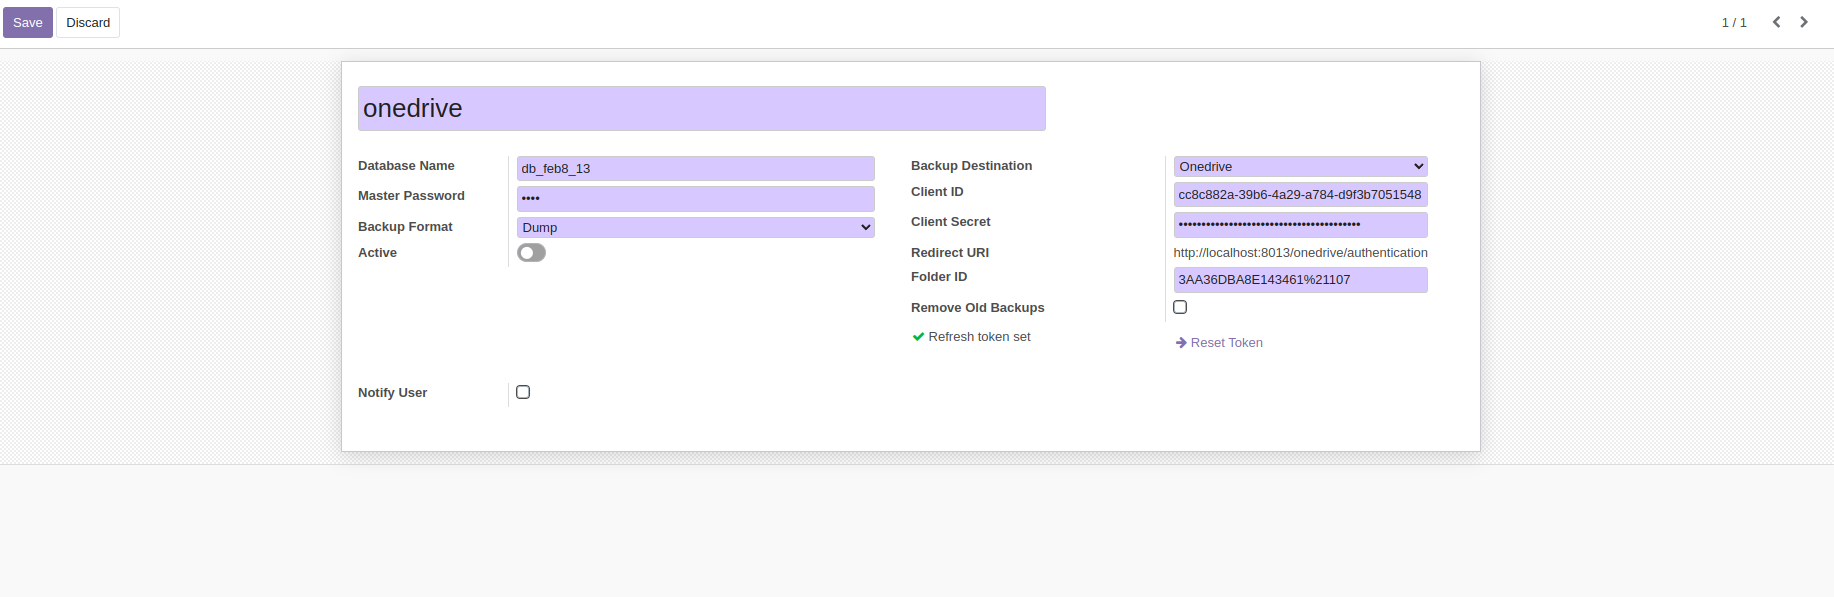 Save Discard 1 / 1
onedrive
Database Name db_feb8_13
Master Password ••••
Backup Format Dump
Active
Backup Destination Onedrive
Client ID cc8c882a-39b6-4a29-a784-d9f3b7051548
Client Secret ••••••••••••••••••••••••••••••••••••••••
Redirect URI http://localhost:8013/onedrive/authentication
Folder ID 3AA36DBA8E143461%21107
Remove Old Backups
Refresh token set Reset Token
Notify User